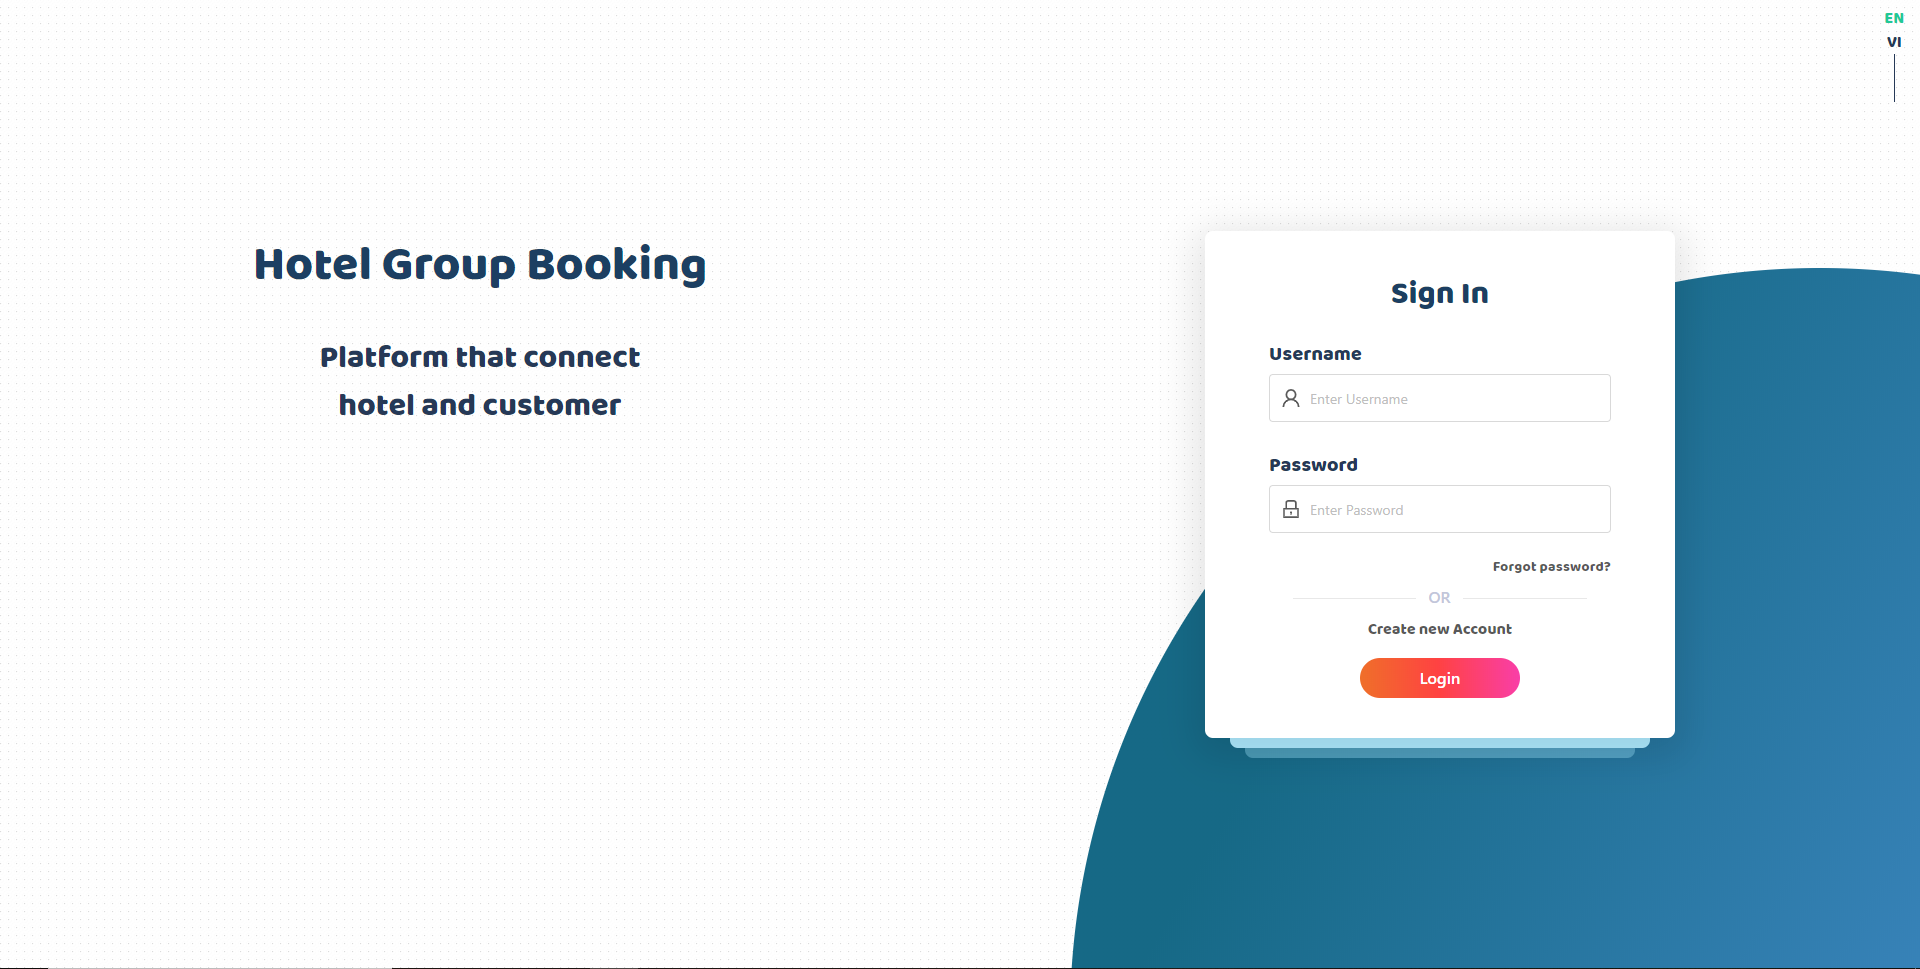 EN
VI
Hotel Group Booking
Platform that connect
hotel and customer
Sign In
Username
Enter Username
Password
Enter Password
Forgot password?
OR
Create new Account
Login